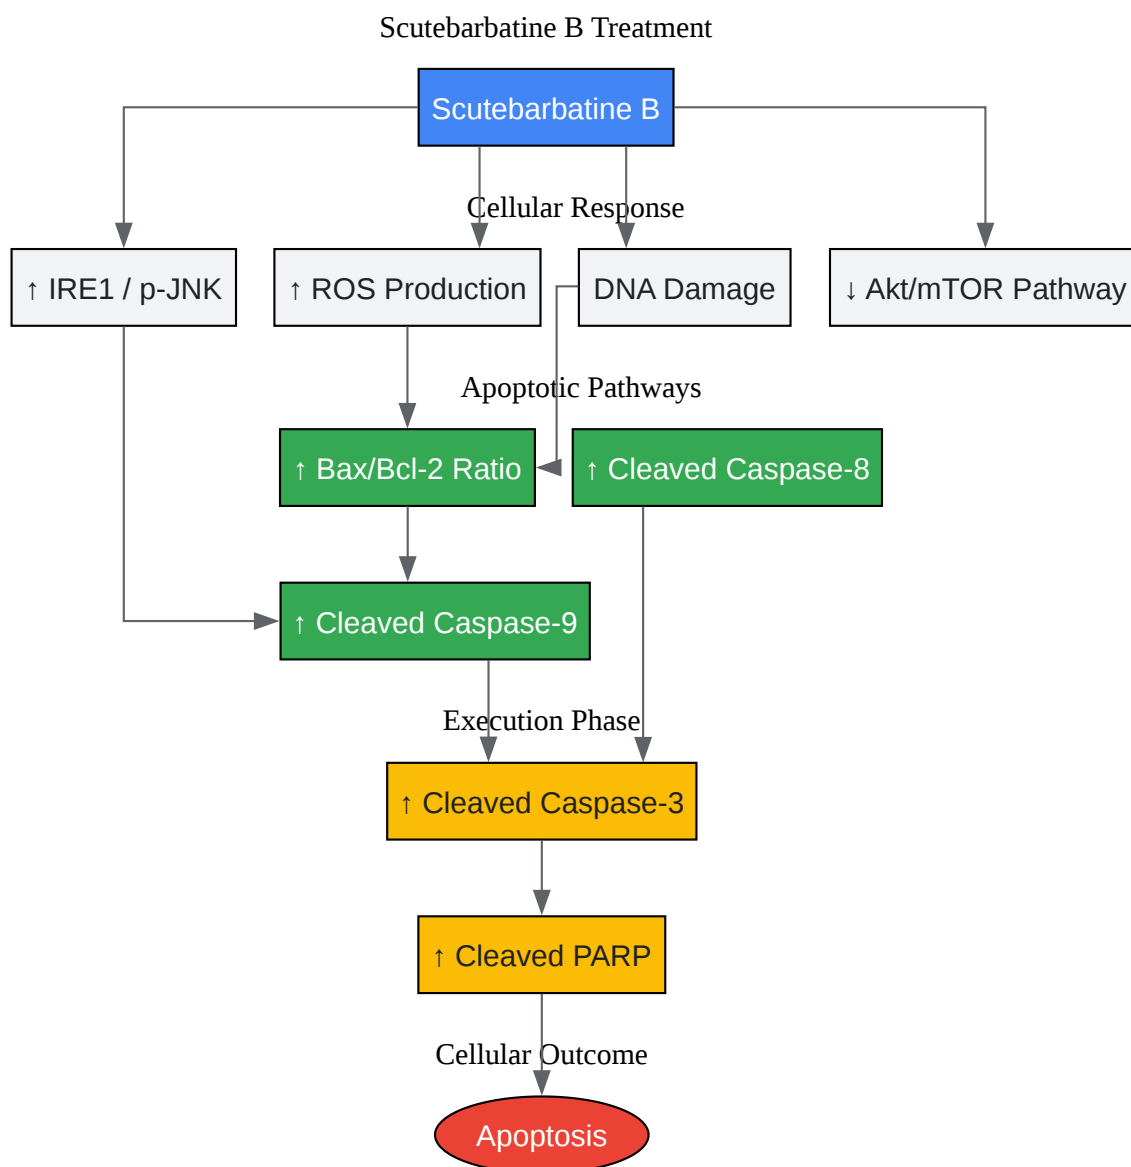 Scutebarbatine B Treatment
Scutebarbatine B
Cellular Response
↑ IRE1 / p-JNK
↑ ROS Production
DNA Damage
↓ Akt/mTOR Pathway
Apoptotic Pathways
↑ Bax/Bcl-2 Ratio
↑ Cleaved Caspase-8
↑ Cleaved Caspase-9
Execution Phase
↑ Cleaved Caspase-3
↑ Cleaved PARP
Cellular Outcome
Apoptosis